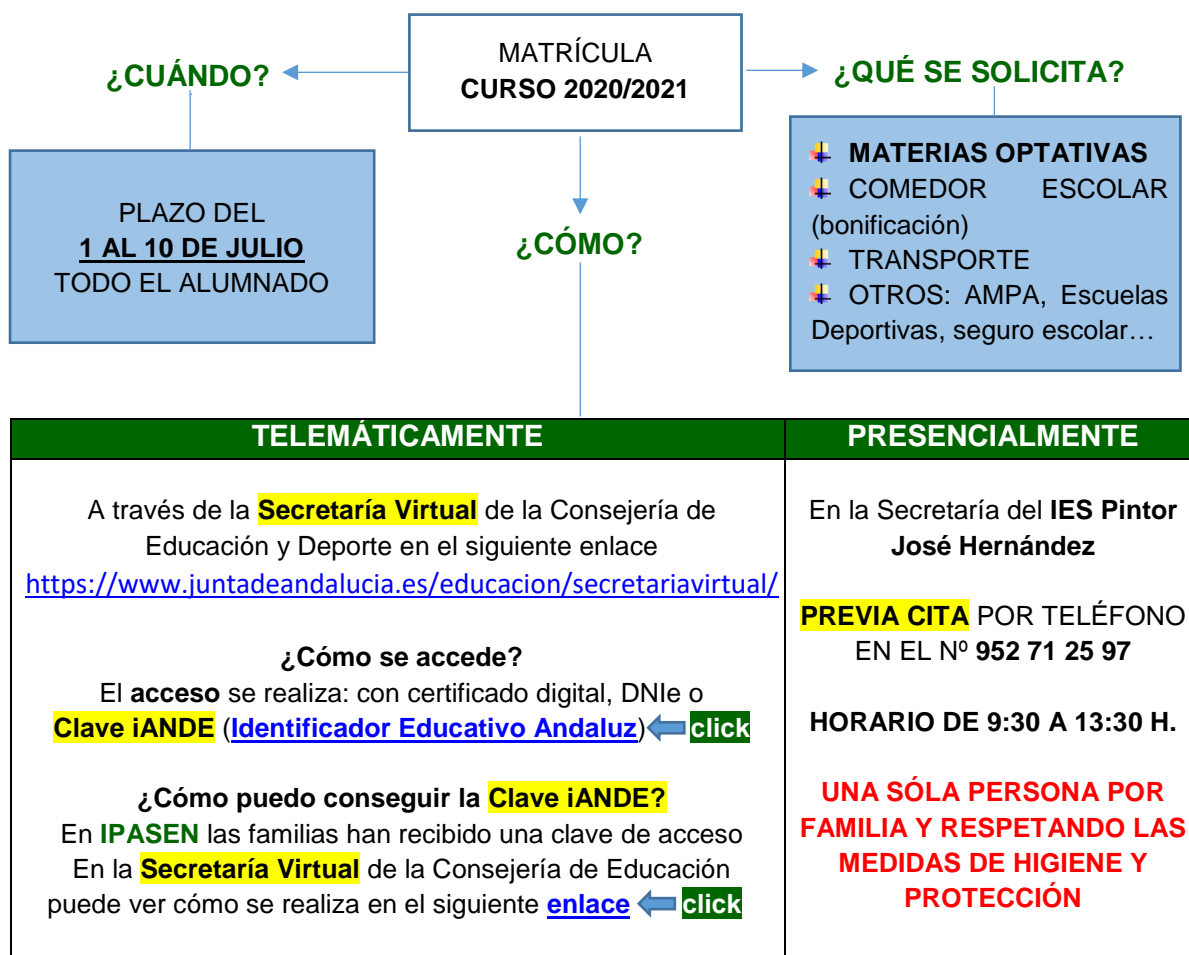 MATRÍCULA
CURSO 2020/2021
¿CUÁNDO?
PLAZO DEL
1 AL 10 DE JULIO
TODO EL ALUMNADO
¿CÓMO?
¿QUÉ SE SOLICITA?
MATERIAS OPTATIVAS
COMEDOR ESCOLAR
(bonificación)
TRANSPORTE
OTROS: AMPA, Escuelas
Deportivas, seguro escolar…
TELEMÁTICAMENTE
A través de la Secretaría Virtual de la Consejería de
Educación y Deporte en el siguiente enlace
https://www.juntadeandalucia.es/educacion/secretariavirtual/
¿Cómo se accede?
El acceso se realiza: con certificado digital, DNIe o
Clave iANDE (Identificador Educativo Andaluz) click
¿Cómo puedo conseguir la Clave iANDE?
En IPASEN las familias han recibido una clave de acceso
En la Secretaría Virtual de la Consejería de Educación
puede ver cómo se realiza en el siguiente enlace click
PRESENCIALMENTE
En la Secretaría del IES Pintor
José Hernández
PREVIA CITA POR TELÉFONO
EN EL Nº 952 71 25 97
HORARIO DE 9:30 A 13:30 H.
UNA SÓLA PERSONA POR
FAMILIA Y RESPETANDO LAS
MEDIDAS DE HIGIENE Y
PROTECCIÓN